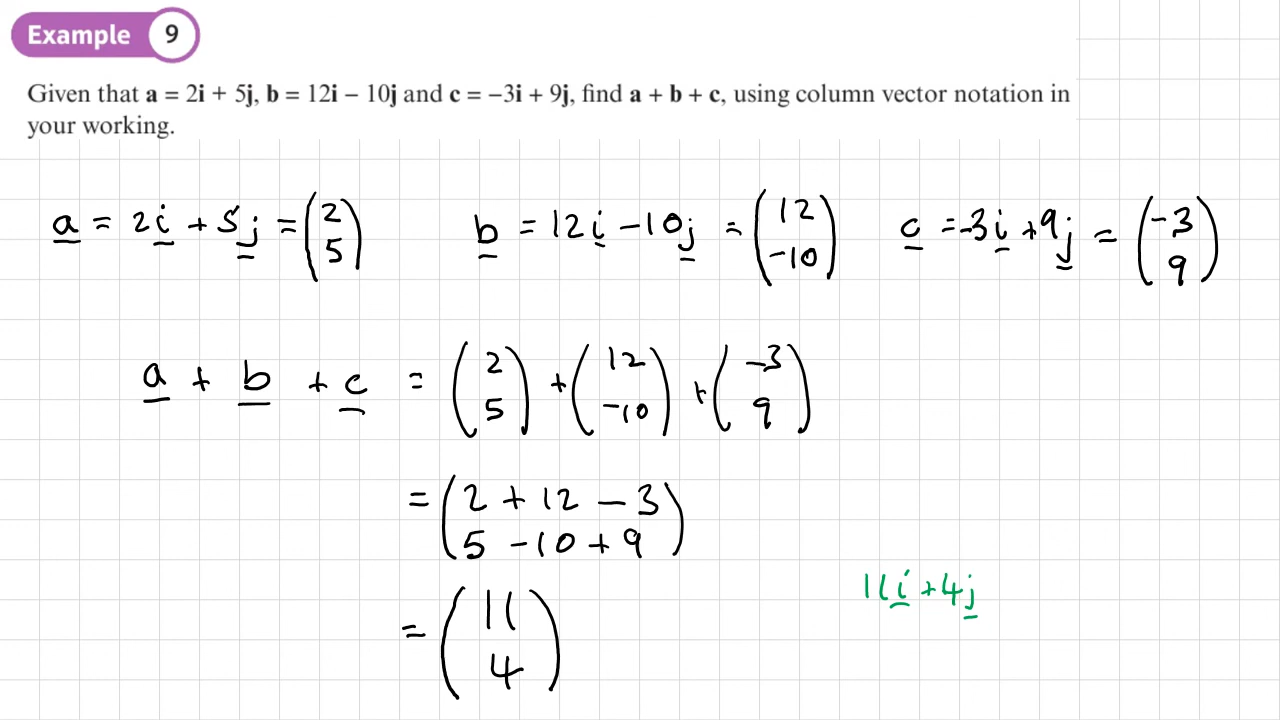 Example 9
Given that a = 2i + 5j, b = 12i − 10j and c = −3i + 9j, find a + b + c, using column vector notation in
your working.
a = 2i + 5j = (2 5) b = 12i − 10j = (12 −10) c = −3i + 9j = (−3 9)
a + b + c = (2 5) + (12 −10) + (−3 9)
= (2 + 12 − 3 5 − 10 + 9)
11i + 4j
= (11 4)